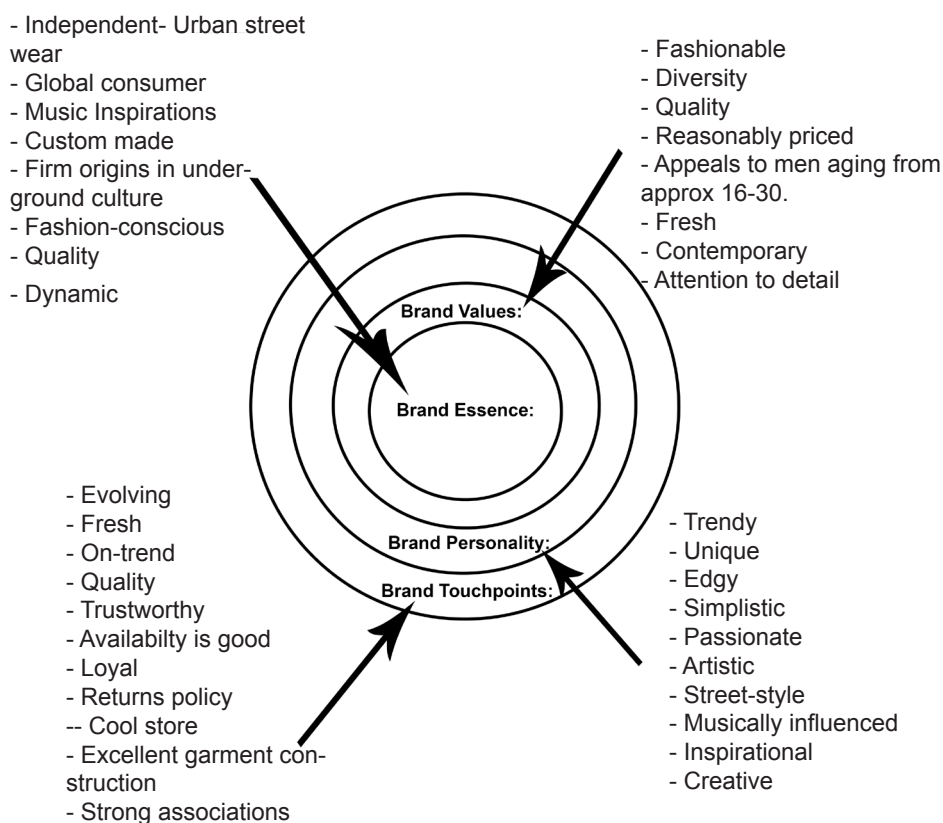 - Independent- Urban street
wear
- Global consumer
- Music Inspirations
- Custom made
- Firm origins in under-
ground culture
- Fashion-conscious
- Quality
- Dynamic
- Fashionable
- Diversity
- Quality
- Reasonably priced
- Appeals to men aging from
approx 16-30.
- Fresh
- Contemporary
- Attention to detail
Brand Values:
Brand Essence:
Brand Personality:
Brand Touchpoints:
- Evolving
- Fresh
- On-trend
- Quality
- Trustworthy
- Availabilty is good
- Loyal
- Returns policy
-- Cool store
- Excellent garment con-
struction
- Strong associations
- Trendy
- Unique
- Edgy
- Simplistic
- Passionate
- Artistic
- Street-style
- Musically influenced
- Inspirational
- Creative